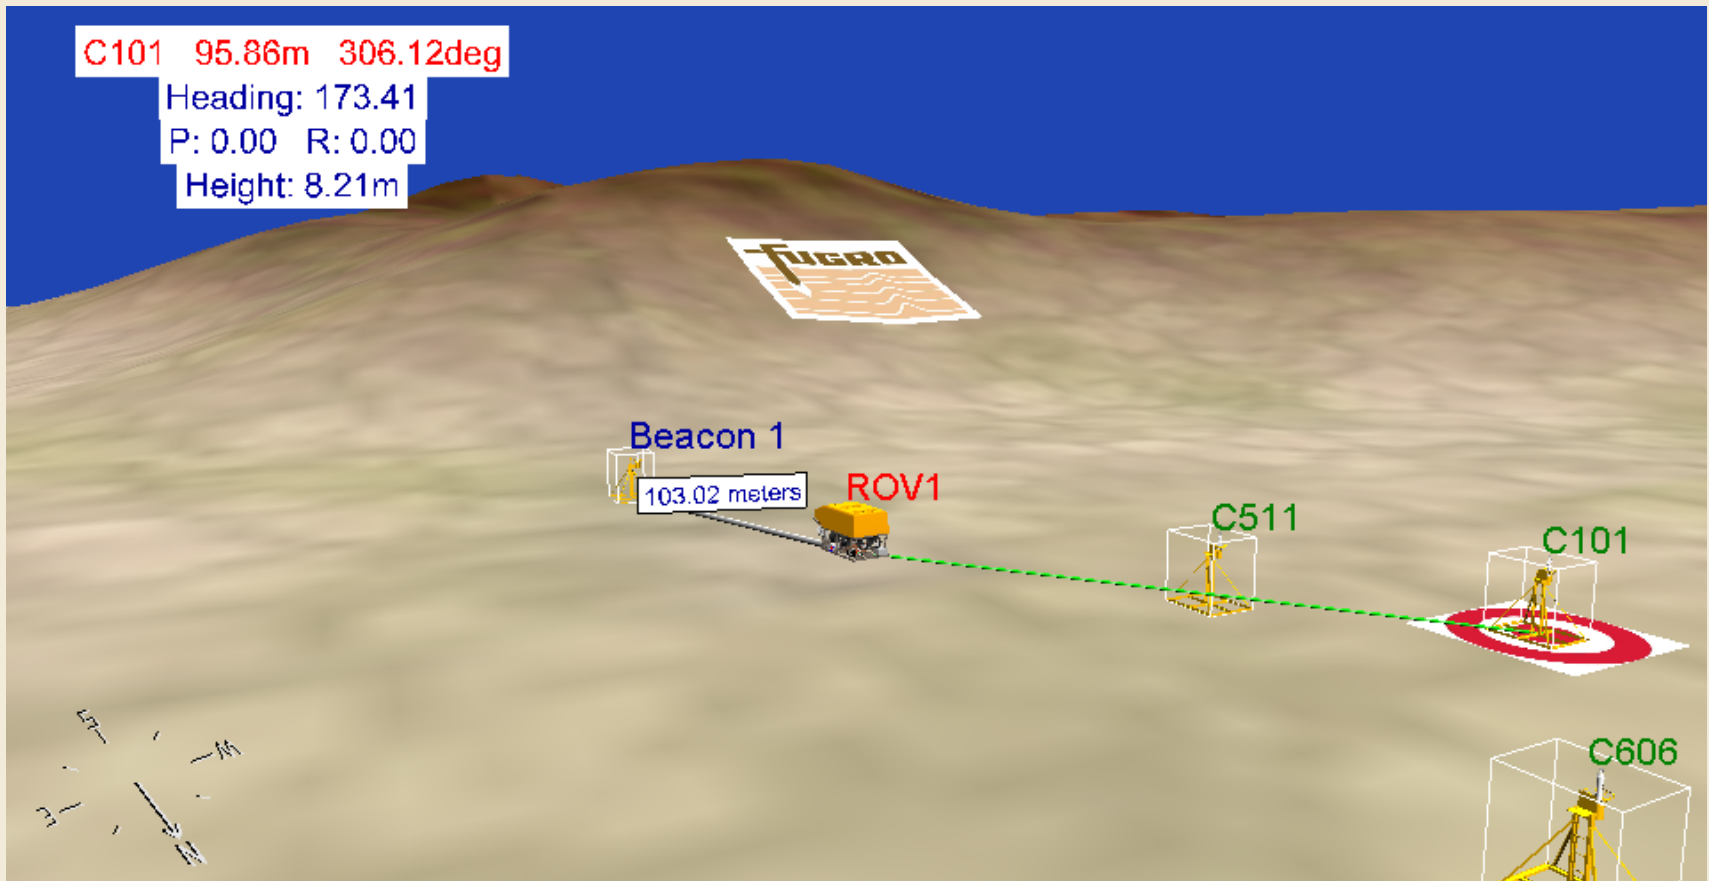 C101 95.86m 306.12deg
Heading: 173.41
P: 0.00 R: 0.00
Height: 8.21m
FUGRO
Beacon 1
103.02 meters
ROV1
C511
C101
C606
S
W
E
N